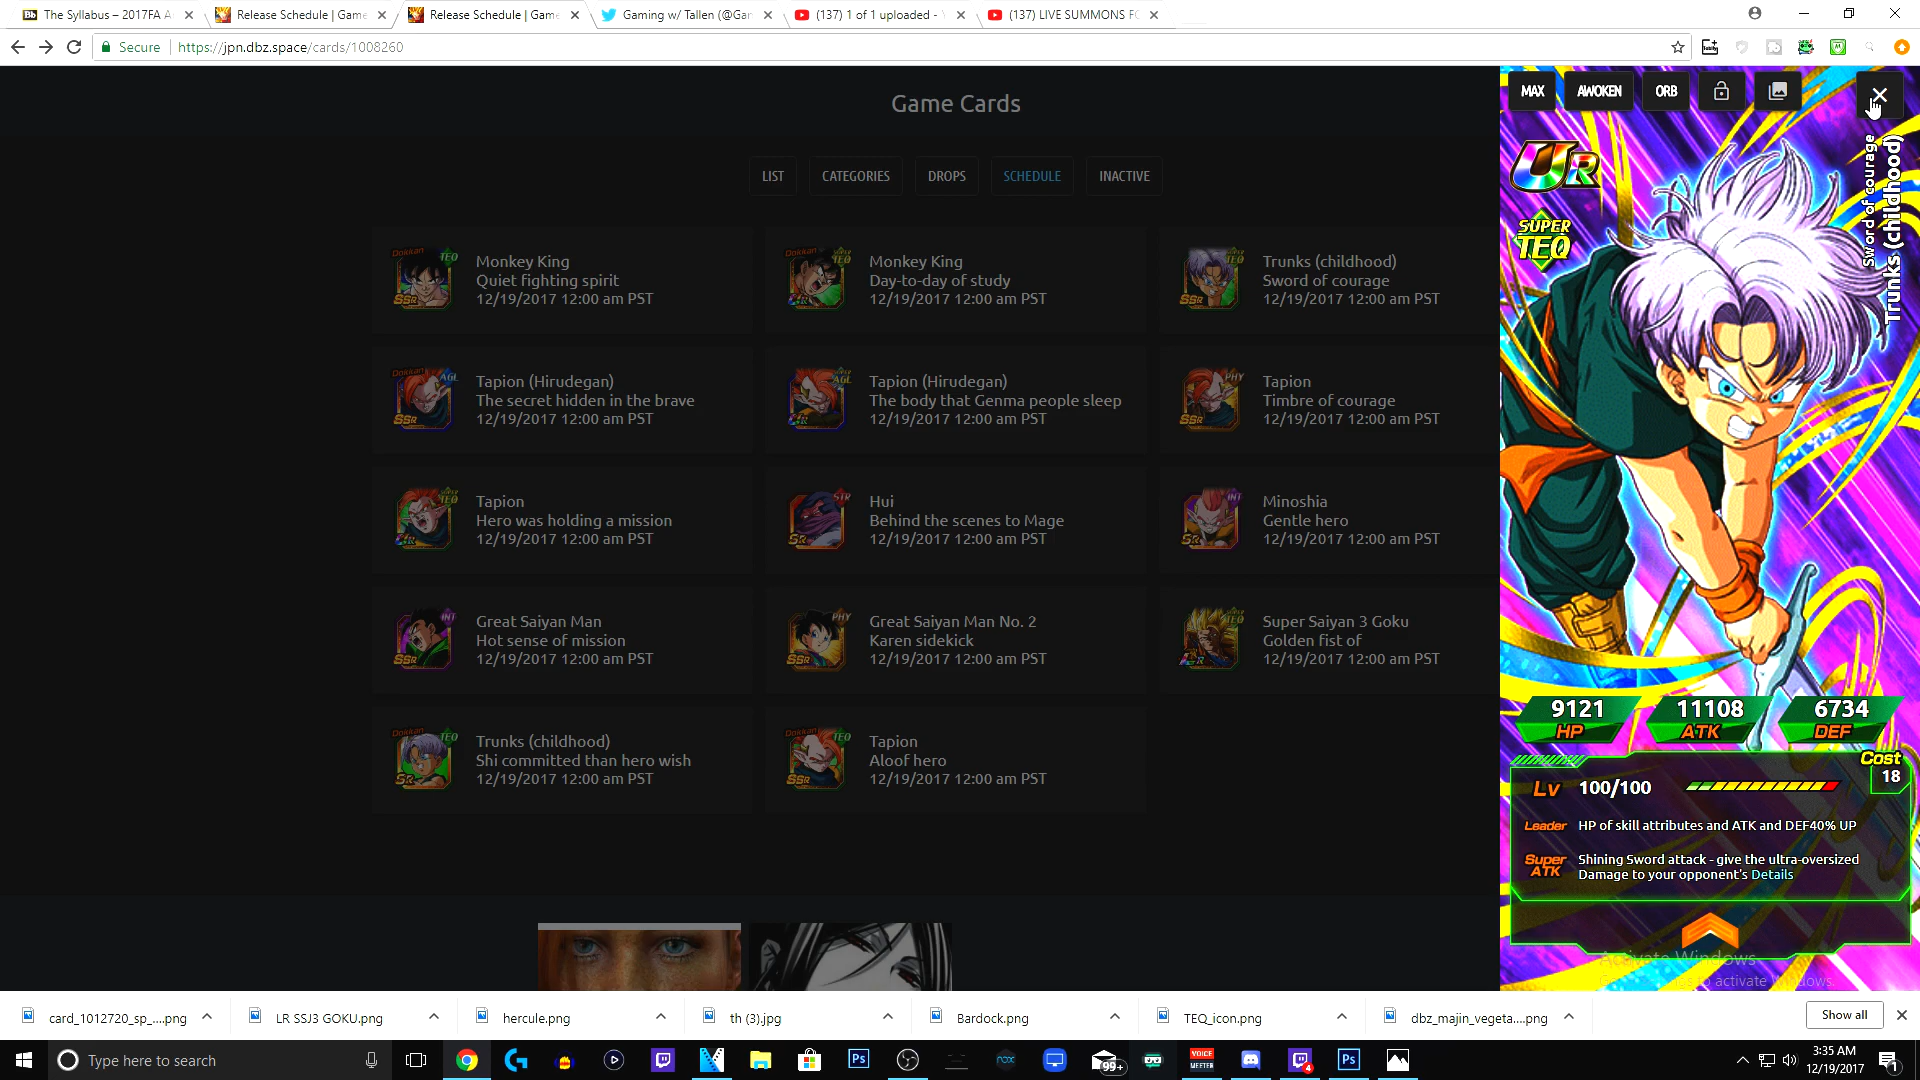 Bb The Syllabus – 2017FA A
Release Schedule | Game
Release Schedule | Game
Gaming w/ Tallen (@Gar
(137) 1 of 1 uploaded -
(137) LIVE SUMMONS FO
Secure
https://jpn.dbz.space/cards/1008260
Game Cards
LIST
CATEGORIES
DROPS
SCHEDULE
INACTIVE
Monkey King
Quiet fighting spirit
12/19/2017 12:00 am PST
Monkey King
Day-to-day of study
12/19/2017 12:00 am PST
Trunks (childhood)
Sword of courage
12/19/2017 12:00 am PST
Tapion (Hirudegan)
The secret hidden in the brave
12/19/2017 12:00 am PST
Tapion (Hirudegan)
The body that Genma people sleep
12/19/2017 12:00 am PST
Tapion
Timbre of courage
12/19/2017 12:00 am PST
Tapion
Hero was holding a mission
12/19/2017 12:00 am PST
Hui
Behind the scenes to Mage
12/19/2017 12:00 am PST
Minoshia
Gentle hero
12/19/2017 12:00 am PST
Great Saiyan Man
Hot sense of mission
12/19/2017 12:00 am PST
Great Saiyan Man No. 2
Karen sidekick
12/19/2017 12:00 am PST
Super Saiyan 3 Goku
Golden fist of
12/19/2017 12:00 am PST
Trunks (childhood)
Shi committed than hero wish
12/19/2017 12:00 am PST
Tapion
Aloof hero
12/19/2017 12:00 am PST
MAX
AWOKEN
ORB
UR
SUPER
TEQ
Sword of courage
Trunks (childhood)
9121
HP
11108
ATK
6734
DEF
Cost
18
Lv 100/100
Leader HP of skill attributes and ATK and DEF40% UP
Super ATK Shining Sword attack - give the ultra-oversized
Damage to your opponent's Details
Activate Windows
card_1012720_sp_....png
LR SSJ3 GOKU.png
hercule.png
th (3).jpg
Bardock.png
TEQ_icon.png
dbz_majin_vegeta....png
Show all
Type here to search
99+
VOICE
MEETER
4
3:35 AM
12/19/2017
1